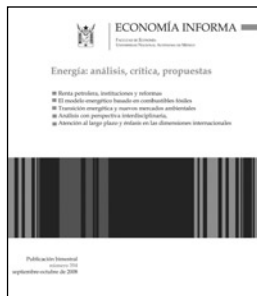 ECONOMÍA INFORMA
FACULTAD DE ECONOMÍA
UNIVERSIDAD NACIONAL AUTÓNOMA DE MÉXICO
Energía: análisis, crítica, propuestas
Renta petrolera, instituciones y reformas
El modelo energético basado en combustibles fósiles
Transición energética y nuevos mercados ambientales
Análisis con perspectiva interdisciplinaria,
Atención al largo plazo y énfasis en las dimensiones internacionales
Publicación bimestral
número 354
septiembre-octubre de 2008